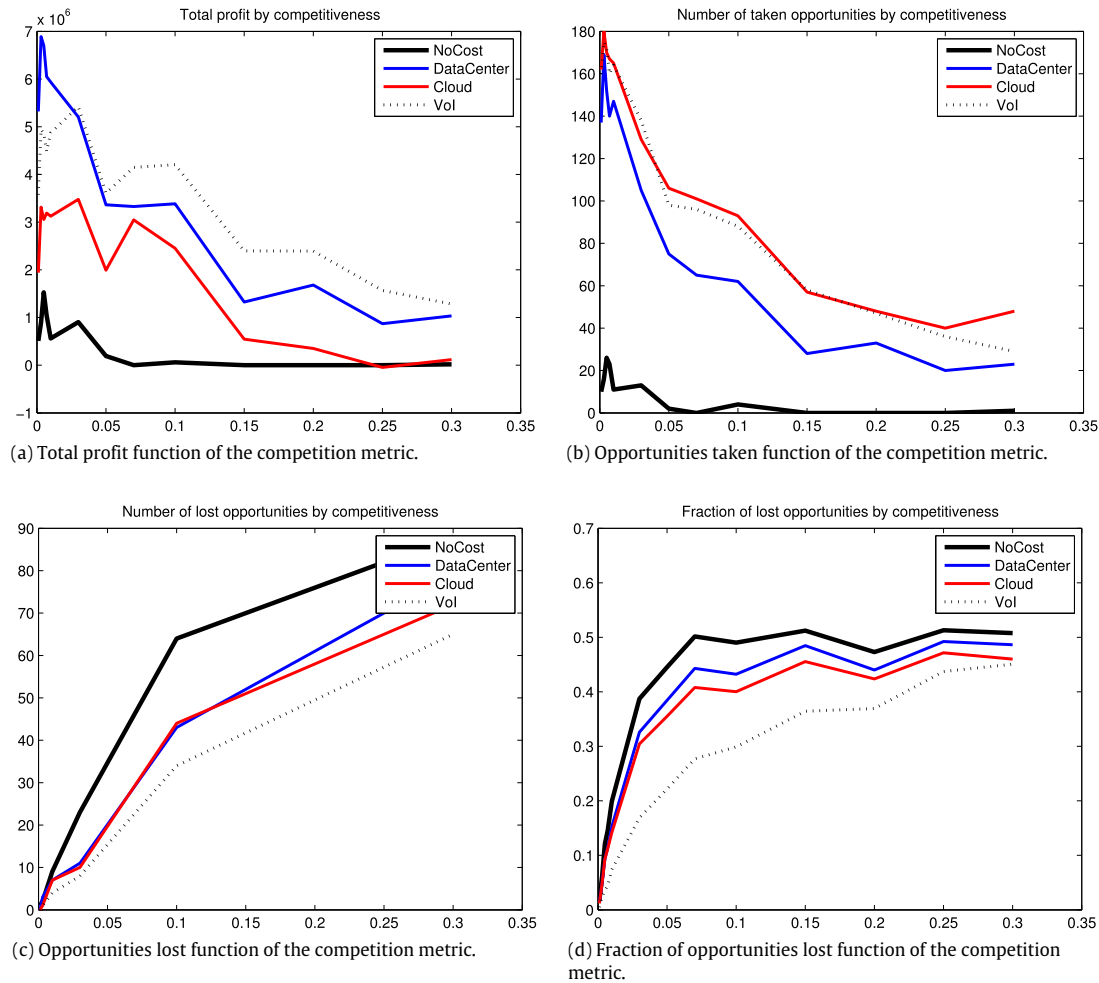 Total profit by competitiveness
x 10^6
7
6
5
4
3
2
1
0
−1
0 0.05 0.1 0.15 0.2 0.25 0.3 0.35
NoCost
DataCenter
Cloud
VoI
(a) Total profit function of the competition metric.
Number of taken opportunities by competitiveness
180
160
140
120
100
80
60
40
20
0
0 0.05 0.1 0.15 0.2 0.25 0.3 0.35
NoCost
DataCenter
Cloud
VoI
(b) Opportunities taken function of the competition metric.
Number of lost opportunities by competitiveness
90
80
70
60
50
40
30
20
10
0
0 0.05 0.1 0.15 0.2 0.25 0.3 0.35
NoCost
DataCenter
Cloud
VoI
(c) Opportunities lost function of the competition metric.
Fraction of lost opportunities by competitiveness
0.7
0.6
0.5
0.4
0.3
0.2
0.1
0
0 0.05 0.1 0.15 0.2 0.25 0.3 0.35
NoCost
DataCenter
Cloud
VoI
(d) Fraction of opportunities lost function of the competition
metric.